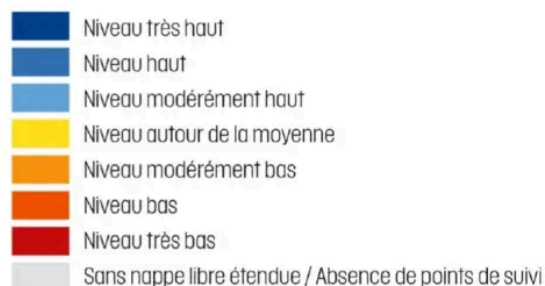 Niveau très haut
Niveau haut
Niveau modérément haut
Niveau autour de la moyenne
Niveau modérément bas
Niveau bas
Niveau très bas
Sans nappe libre étendue / Absence de points de suivi